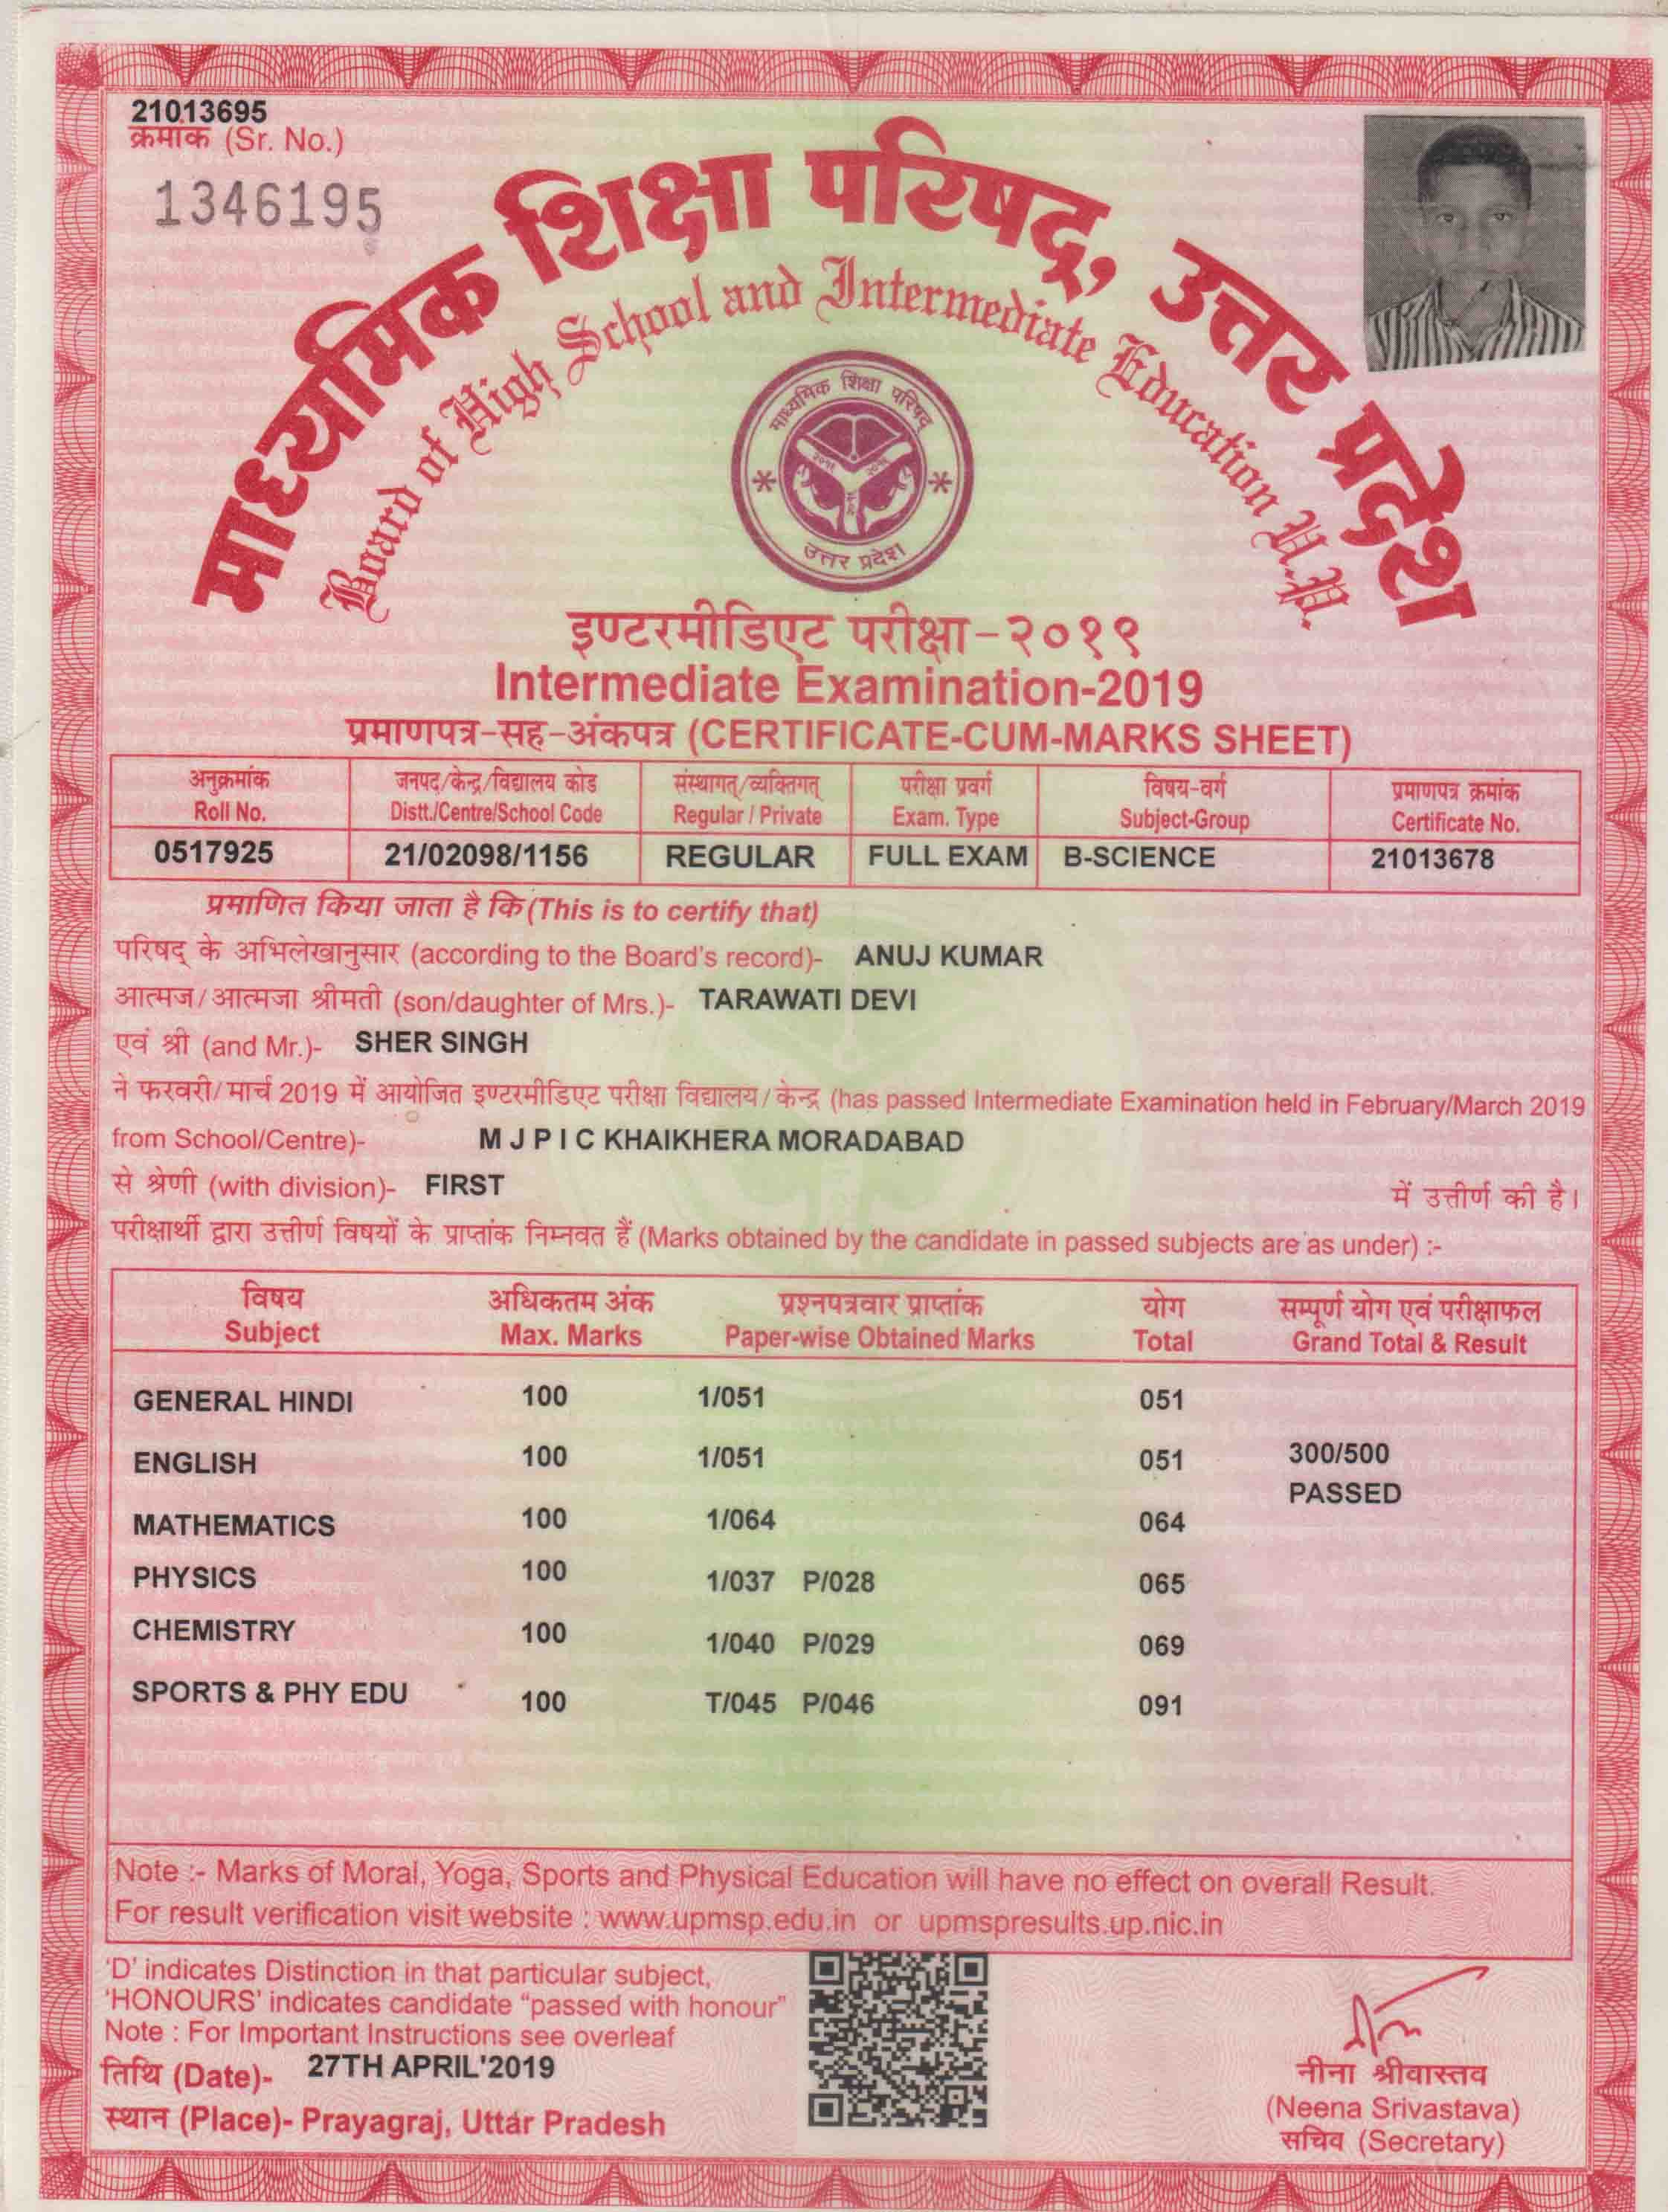 21013695
क्रमांक (Sr. No.)
1346195
माध्यमिक शिक्षा परिषद्, उत्तर प्रदेश
Board of High School and Intermediate Education U.P.
माध्यमिक शिक्षा परिषद्
उत्तर प्रदेश
इण्टरमीडिएट परीक्षा-२०१९
Intermediate Examination-2019
प्रमाणपत्र-सह-अंकपत्र (CERTIFICATE-CUM-MARKS SHEET)
अनुक्रमांक जनपद/केन्द्र/विद्यालय कोड संस्थागत्/व्यक्तिगत् परीक्षा प्रवर्ग विषय-वर्ग प्रमाणपत्र क्रमांक
Roll No. Distt./Centre/School Code Regular / Private Exam. Type Subject-Group Certificate No.
0517925 21/02098/1156 REGULAR FULL EXAM B-SCIENCE 21013678
प्रमाणित किया जाता है कि (This is to certify that)
परिषद् के अभिलेखानुसार (according to the Board's record)- ANUJ KUMAR
आत्मज/आत्मजा श्रीमती (son/daughter of Mrs.)- TARAWATI DEVI
एवं श्री (and Mr.)- SHER SINGH
ने फरवरी/मार्च 2019 में आयोजित इण्टरमीडिएट परीक्षा विद्यालय/केन्द्र (has passed Intermediate Examination held in February/March 2019
from School/Centre)- M J P I C KHAIKHERA MORADABAD
से श्रेणी (with division)- FIRST में उत्तीर्ण की है।
परीक्षार्थी द्वारा उत्तीर्ण विषयों के प्राप्तांक निम्नवत हैं (Marks obtained by the candidate in passed subjects are as under) :-
विषय अधिकतम अंक प्रश्नपत्रवार प्राप्तांक योग सम्पूर्ण योग एवं परीक्षाफल
Subject Max. Marks Paper-wise Obtained Marks Total Grand Total & Result
GENERAL HINDI 100 1/051 051
ENGLISH 100 1/051 051 300/500
PASSED
MATHEMATICS 100 1/064 064
PHYSICS 100 1/037 P/028 065
CHEMISTRY 100 1/040 P/029 069
SPORTS & PHY EDU 100 T/045 P/046 091
Note :- Marks of Moral, Yoga, Sports and Physical Education will have no effect on overall Result.
For result verification visit website : www.upmsp.edu.in or upmspresults.up.nic.in
'D' indicates Distinction in that particular subject,
'HONOURS' indicates candidate “passed with honour”
Note : For Important Instructions see overleaf
तिथि (Date)- 27TH APRIL'2019
स्थान (Place)- Prayagraj, Uttar Pradesh
नीना श्रीवास्तव
(Neena Srivastava)
सचिव (Secretary)